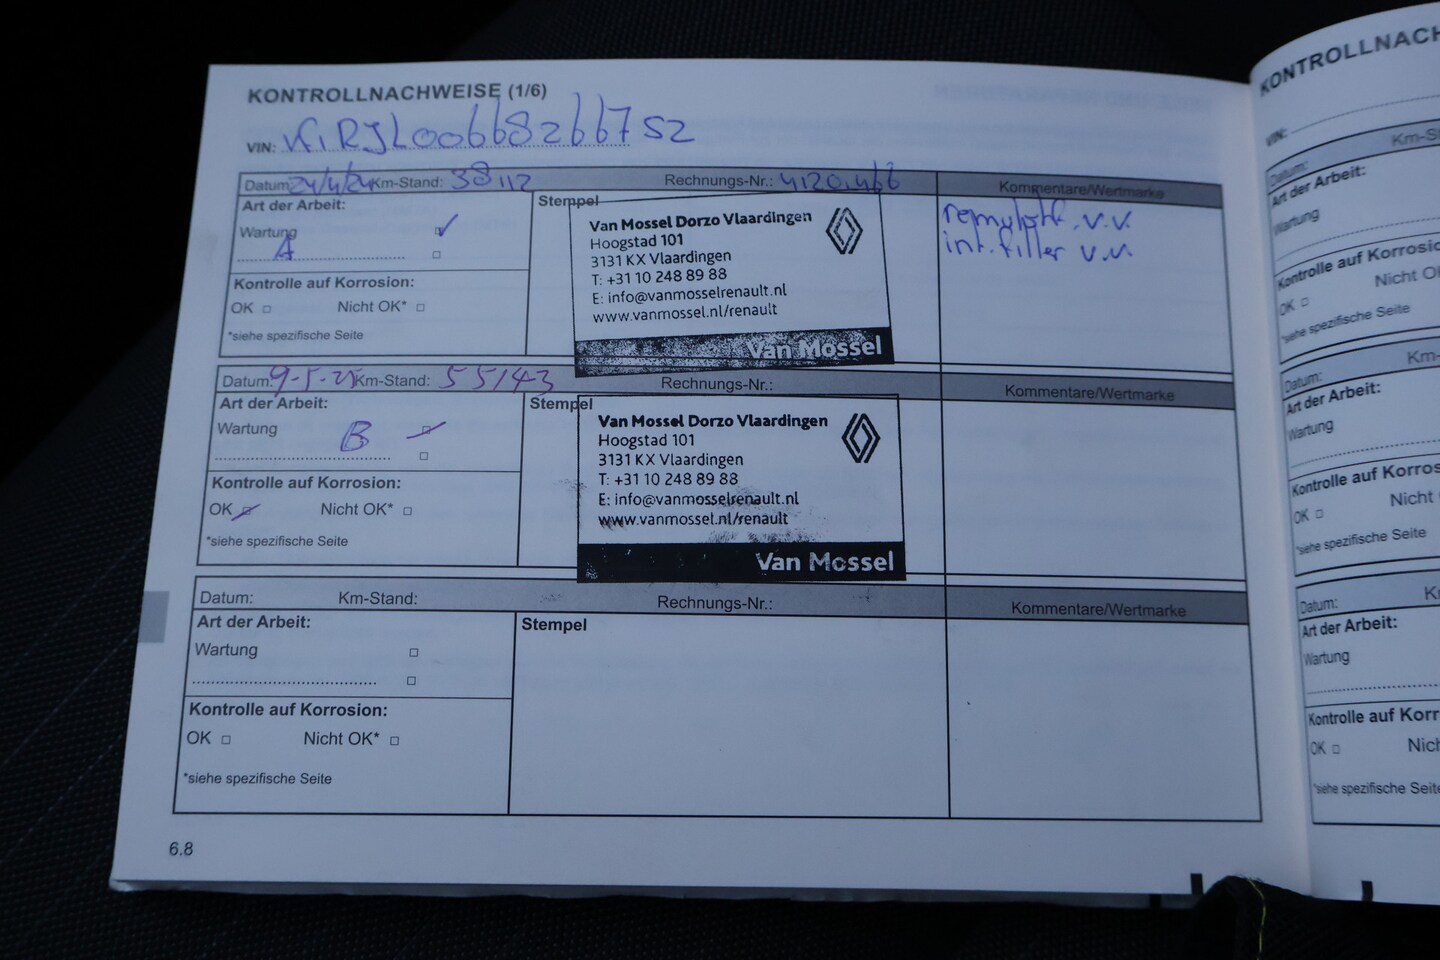 KONTROLLNACHWEISE (1/6)
VIN: VF1RJL00668266752
Datum: 24/4/24 Km-Stand: 38112 Rechnungs-Nr.: 4120.466 Kommentare/Wertmarke
Art der Arbeit:
Wartung
A
Kontrolle auf Korrosion:
OK Nicht OK*
*siehe spezifische Seite
Stempel
Van Mossel Dorzo Vlaardingen
Hoogstad 101
3131 KX Vlaardingen
T: +31 10 248 89 88
E: info@vanmosselrenault.nl
www.vanmossel.nl/renault
Van Mossel
v.v.
int. filler v.v.
Datum: 9-5-25 Km-Stand: 55143 Rechnungs-Nr.: Kommentare/Wertmarke
Art der Arbeit:
Wartung B
Kontrolle auf Korrosion:
OK Nicht OK*
*siehe spezifische Seite
Stempel
Van Mossel Dorzo Vlaardingen
Hoogstad 101
3131 KX Vlaardingen
T: +31 10 248 89 88
E: info@vanmosselrenault.nl
www.vanmossel.nl/renault
Van Mossel
Datum: Km-Stand: Rechnungs-Nr.: Kommentare/Wertmarke
Art der Arbeit:
Wartung
Kontrolle auf Korrosion:
OK Nicht OK*
*siehe spezifische Seite
Stempel
6.8
KONTROLLNACH
VIN:
Datum: Km-St
Art der Arbeit:
Wartung
Kontrolle auf Korrosio
OK Nicht O
*siehe spezifische Seite
Datum: Km-
Art der Arbeit:
Wartung
Kontrolle auf Korros
OK Nicht
*siehe spezifische Seite
Datum: K
Art der Arbeit:
Wartung
Kontrolle auf Korr
OK Nic
*siehe spezifische Seite